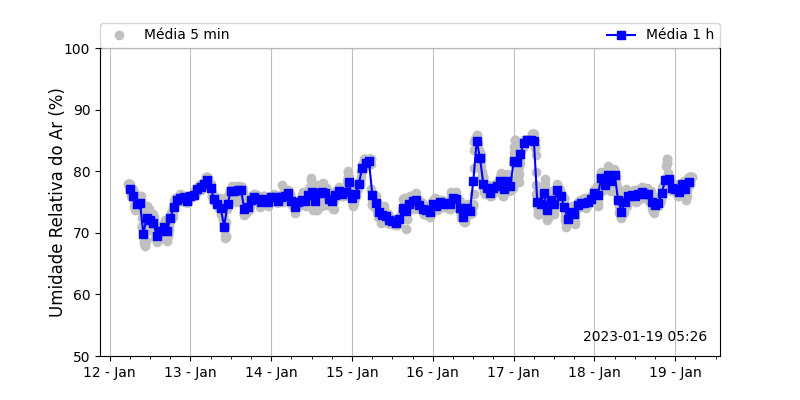 Média 5 min
Média 1 h
Umidade Relativa do Ar (%)
100
90
80
70
60
50
2023-01-19 05:26
12 - Jan
13 - Jan
14 - Jan
15 - Jan
16 - Jan
17 - Jan
18 - Jan
19 - Jan